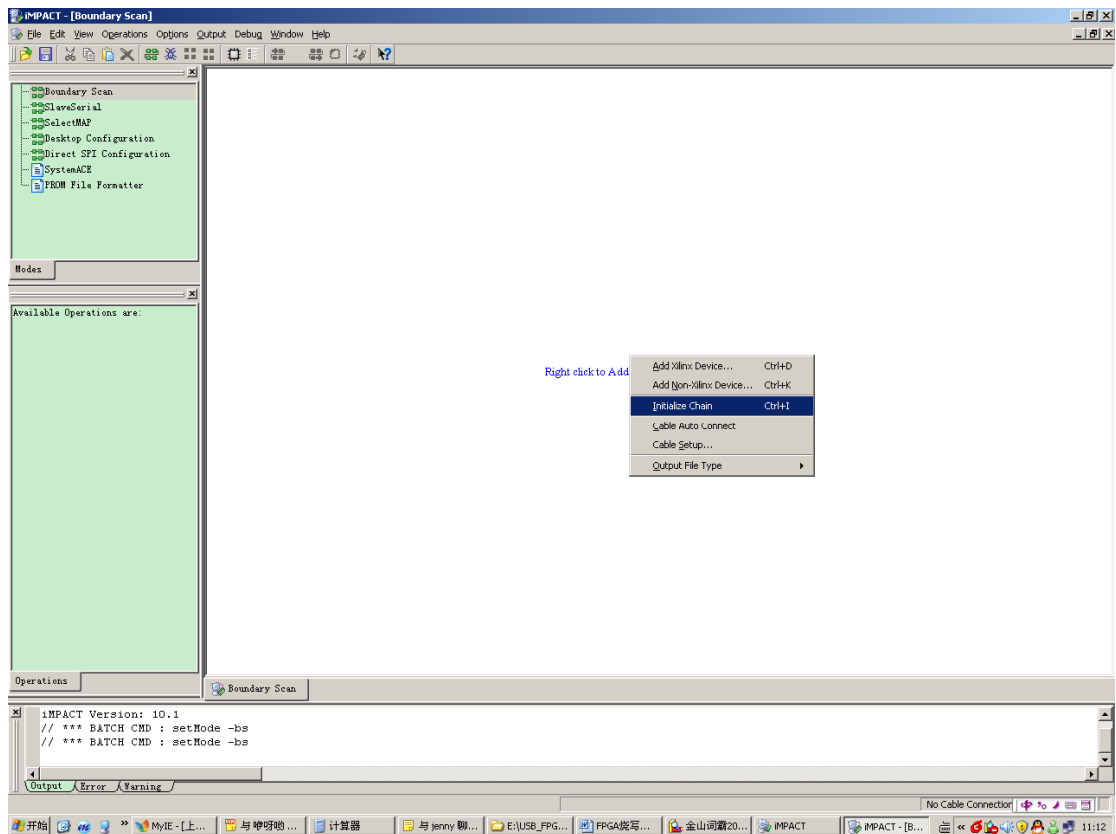 iMPACT - [Boundary Scan]
File Edit View Operations Options Output Debug Window Help
Boundary Scan
SlaveSerial
SelectMAP
Desktop Configuration
Direct SPI Configuration
SystemACE
PROM File Formatter
Modes
Available Operations are:
Right click to Add
Add Xilinx Device... Ctrl+D
Add Non-Xilinx Device... Ctrl+K
Initialize Chain Ctrl+I
Cable Auto Connect
Cable Setup...
Output File Type
Operations
Boundary Scan
iMPACT Version: 10.1
// *** BATCH CMD : setMode -bs
// *** BATCH CMD : setMode -bs
Output Error Warning
No Cable Connection 中
开始 » MyIE - [上... 与咿呀哟 ... 计算器 与 jenny 聊... E:\USB_FPG... FPGA烧写... 金山词霸20... iMPACT iMPACT - [B... « 11:12